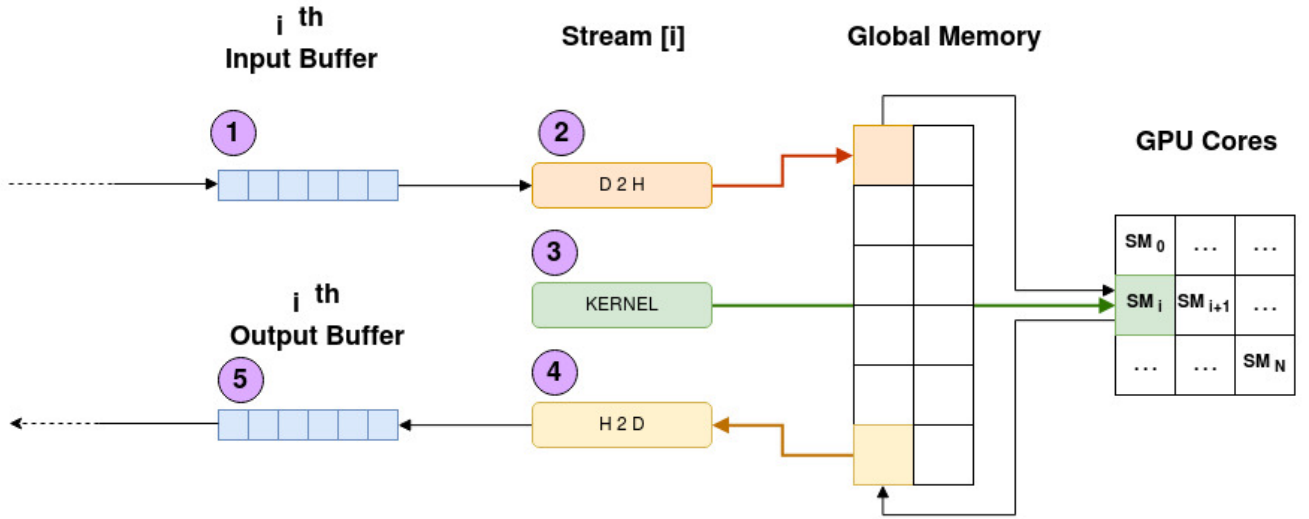 i th
Input Buffer
Stream [i]
Global Memory
GPU Cores
1
2
D 2 H
3
KERNEL
i th
Output Buffer
4
5
H 2 D
SM 0 ... ...
SM i SM i+1 ...
... ... SM N